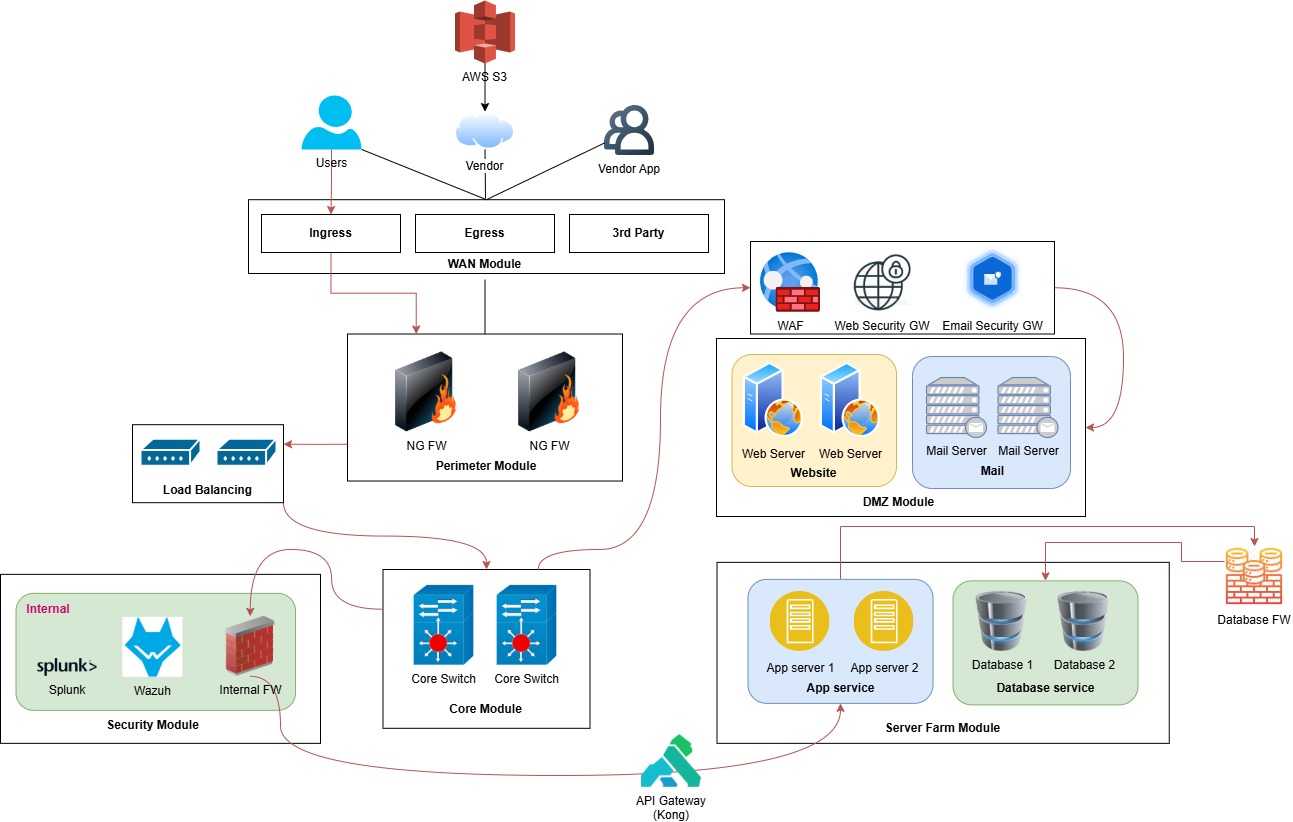 AWS S3
Users
Vendor
Vendor App
Ingress
Egress
3rd Party
WAN Module
WAF
Web Security GW
Email Security GW
NG FW
NG FW
Perimeter Module
Web Server
Web Server
Website
Mail Server
Mail Server
Mail
DMZ Module
Load Balancing
Internal
splunk>
Splunk
Wazuh
Internal FW
Security Module
Core Switch
Core Switch
Core Module
App server 1
App server 2
App service
Database 1
Database 2
Database service
Server Farm Module
Database FW
API Gateway
(Kong)